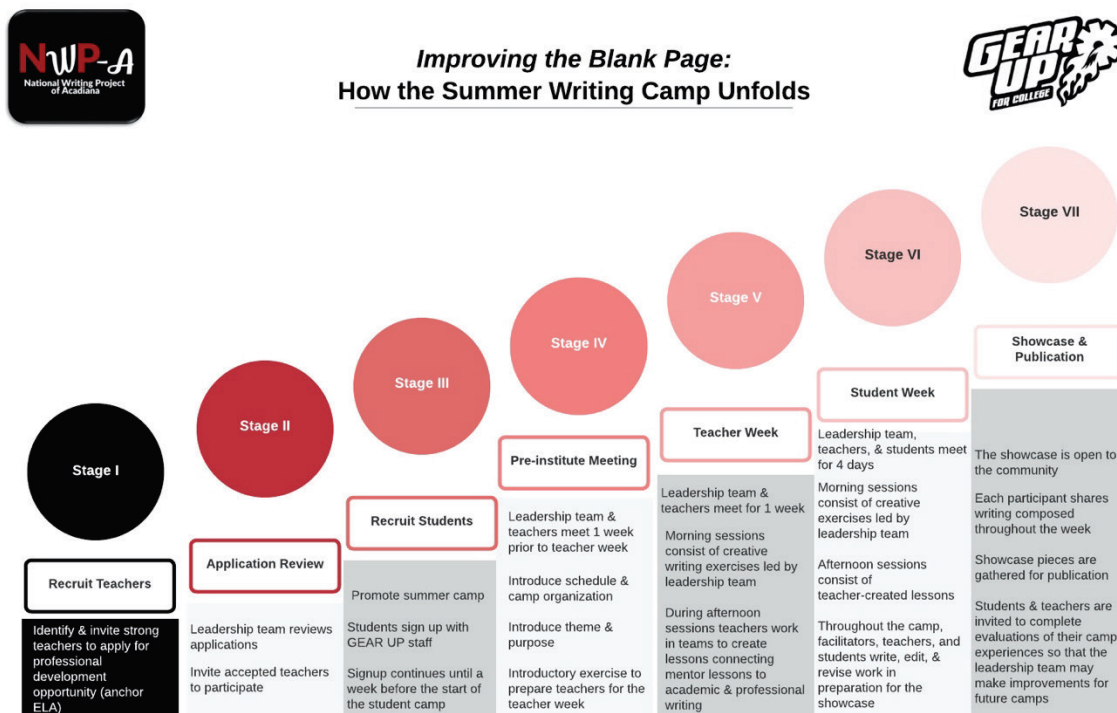 NWP-A
National Writing Project
of Acadiana
Improving the Blank Page:
How the Summer Writing Camp Unfolds
GEAR
UP
FOR COLLEGE
Stage I
Recruit Teachers
Identify & invite strong
teachers to apply for
professional
development
opportunity (anchor
ELA)
Stage II
Application Review
Leadership team reviews
applications
Invite accepted teachers
to participate
Stage III
Recruit Students
Promote summer camp
Students sign up with
GEAR UP staff
Signup continues until a
week before the start of
the student camp
Stage IV
Pre-institute Meeting
Leadership team &
teachers meet 1 week
prior to teacher week
Introduce schedule &
camp organization
Introduce theme &
purpose
Introductory exercise to
prepare teachers for the
teacher week
Stage V
Teacher Week
Leadership team &
teachers meet for 1 week
Morning sessions
consist of creative
writing exercises led by
leadership team
During afternoon
sessions teachers work
in teams to create
lessons connecting
mentor lessons to
academic & professional
writing
Stage VI
Student Week
Leadership team,
teachers, & students meet
for 4 days
Morning sessions
consist of creative
exercises led by
leadership team
Afternoon sessions
consist of
teacher-created lessons
Throughout the camp,
facilitators, teachers, and
students write, edit, &
revise work in
preparation for the
showcase
Stage VII
Showcase &
Publication
The showcase is open to
the community
Each participant shares
writing composed
throughout the week
Showcase pieces are
gathered for publication
Students & teachers are
invited to complete
evaluations of their camp
experiences so that the
leadership team may
make improvements for
future camps